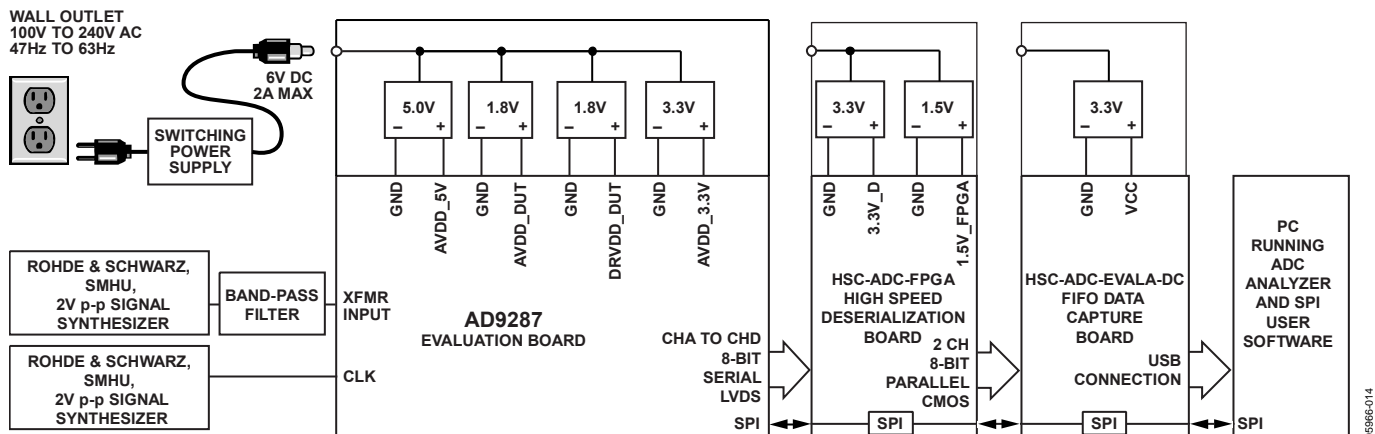 WALL OUTLET
100V TO 240V AC
47Hz TO 63Hz
6V DC
2A MAX
SWITCHING
POWER
SUPPLY
5.0V
– +
1.8V
– +
1.8V
– +
3.3V
– +
3.3V
– +
1.5V
– +
3.3V
– +
GND
AVDD_5V
GND
AVDD_DUT
GND
DRVDD_DUT
GND
AVDD_3.3V
GND
3.3V_D
GND
1.5V_FPGA
GND
VCC
ROHDE & SCHWARZ,
SMHU,
2V p-p SIGNAL
SYNTHESIZER
BAND-PASS
FILTER
XFMR
INPUT
ROHDE & SCHWARZ,
SMHU,
2V p-p SIGNAL
SYNTHESIZER
CLK
AD9287
EVALUATION BOARD
CHA TO CHD
8-BIT
SERIAL
LVDS
SPI
HSC-ADC-FPGA
HIGH SPEED
DESERIALIZATION
BOARD
2 CH
8-BIT
PARALLEL
CMOS
SPI
HSC-ADC-EVALA-DC
FIFO DATA
CAPTURE
BOARD
USB
CONNECTION
SPI
PC
RUNNING
ADC
ANALYZER
AND SPI
USER
SOFTWARE
SPI
05966-014